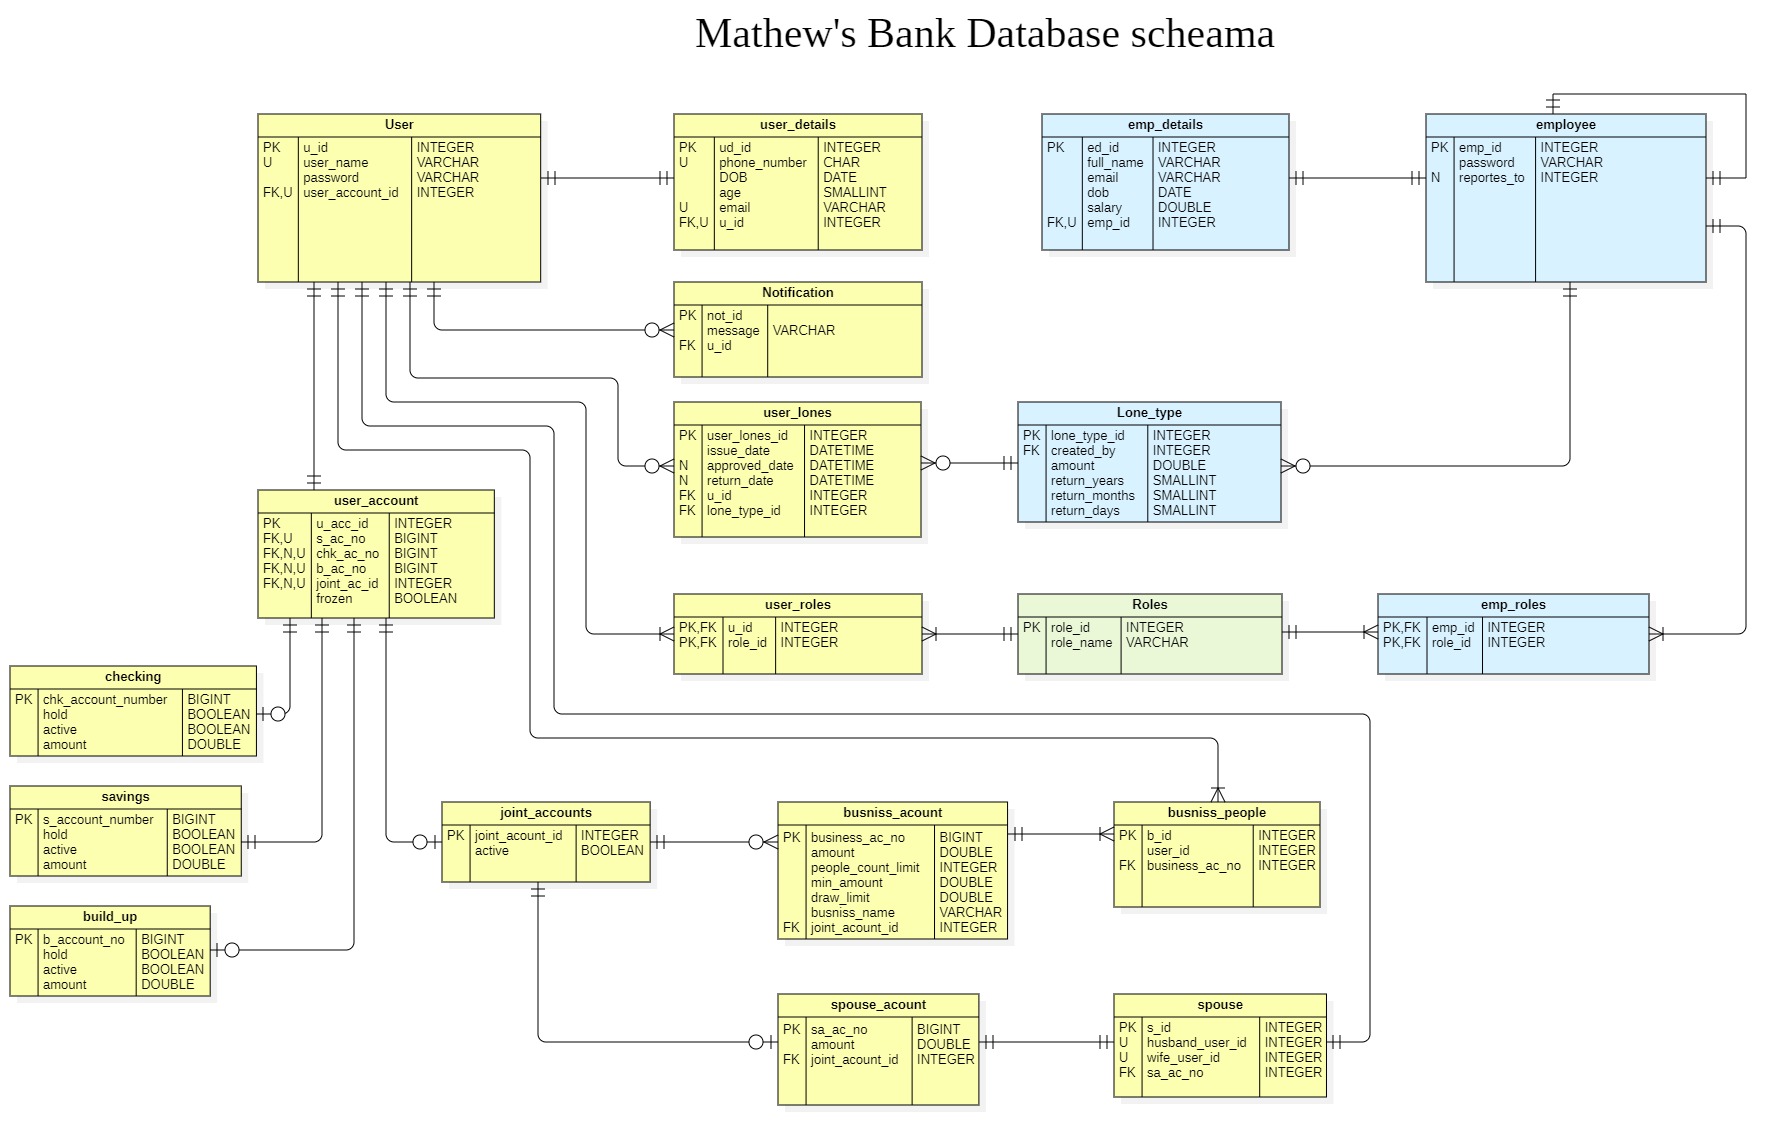 Mathew's Bank Database scheama
User
PK u_id INTEGER
U user_name VARCHAR
password VARCHAR
FK,U user_account_id INTEGER
user_details
PK ud_id INTEGER
U phone_number CHAR
DOB DATE
age SMALLINT
U email VARCHAR
FK,U u_id INTEGER
emp_details
PK ed_id INTEGER
full_name VARCHAR
email VARCHAR
dob DATE
salary DOUBLE
FK,U emp_id INTEGER
employee
PK emp_id INTEGER
password VARCHAR
N reportes_to INTEGER
Notification
PK not_id
message VARCHAR
FK u_id
user_lones
PK user_lones_id INTEGER
issue_date DATETIME
N approved_date DATETIME
N return_date DATETIME
FK u_id INTEGER
FK lone_type_id INTEGER
Lone_type
PK lone_type_id INTEGER
FK created_by INTEGER
amount DOUBLE
return_years SMALLINT
return_months SMALLINT
return_days SMALLINT
user_account
PK u_acc_id INTEGER
FK,U s_ac_no BIGINT
FK,N,U chk_ac_no BIGINT
FK,N,U b_ac_no BIGINT
FK,N,U joint_ac_id INTEGER
frozen BOOLEAN
user_roles
PK,FK u_id INTEGER
PK,FK role_id INTEGER
Roles
PK role_id INTEGER
role_name VARCHAR
emp_roles
PK,FK emp_id INTEGER
PK,FK role_id INTEGER
checking
PK chk_account_number BIGINT
hold BOOLEAN
active BOOLEAN
amount DOUBLE
savings
PK s_account_number BIGINT
hold BOOLEAN
active BOOLEAN
amount DOUBLE
build_up
PK b_account_no BIGINT
hold BOOLEAN
active BOOLEAN
amount DOUBLE
joint_accounts
PK joint_acount_id INTEGER
active BOOLEAN
busniss_acount
PK business_ac_no BIGINT
amount DOUBLE
people_count_limit INTEGER
min_amount DOUBLE
draw_limit DOUBLE
busniss_name VARCHAR
FK joint_acount_id INTEGER
busniss_people
PK b_id INTEGER
user_id INTEGER
FK business_ac_no INTEGER
spouse_acount
PK sa_ac_no BIGINT
amount DOUBLE
FK joint_acount_id INTEGER
spouse
PK s_id INTEGER
U husband_user_id INTEGER
U wife_user_id INTEGER
FK sa_ac_no INTEGER